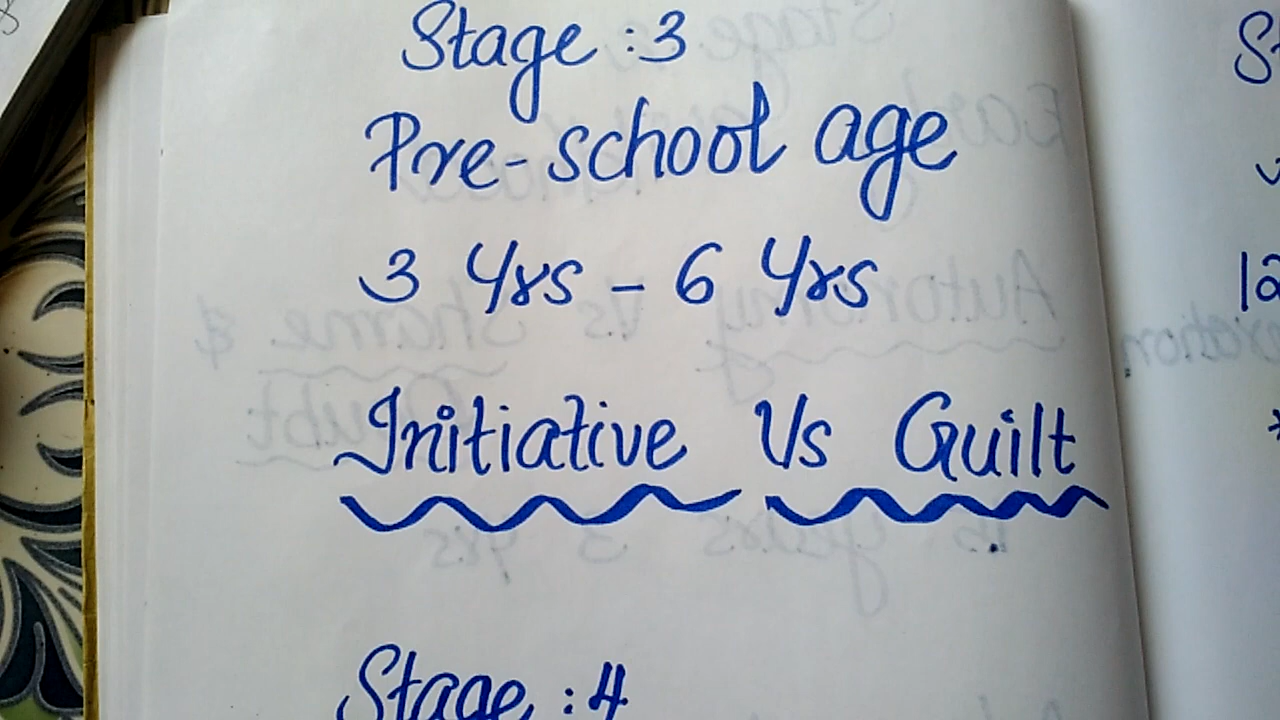 Stage : 3
Pre-school age
3 Yrs - 6 Yrs
Initiative Vs Guilt
Stage : 4